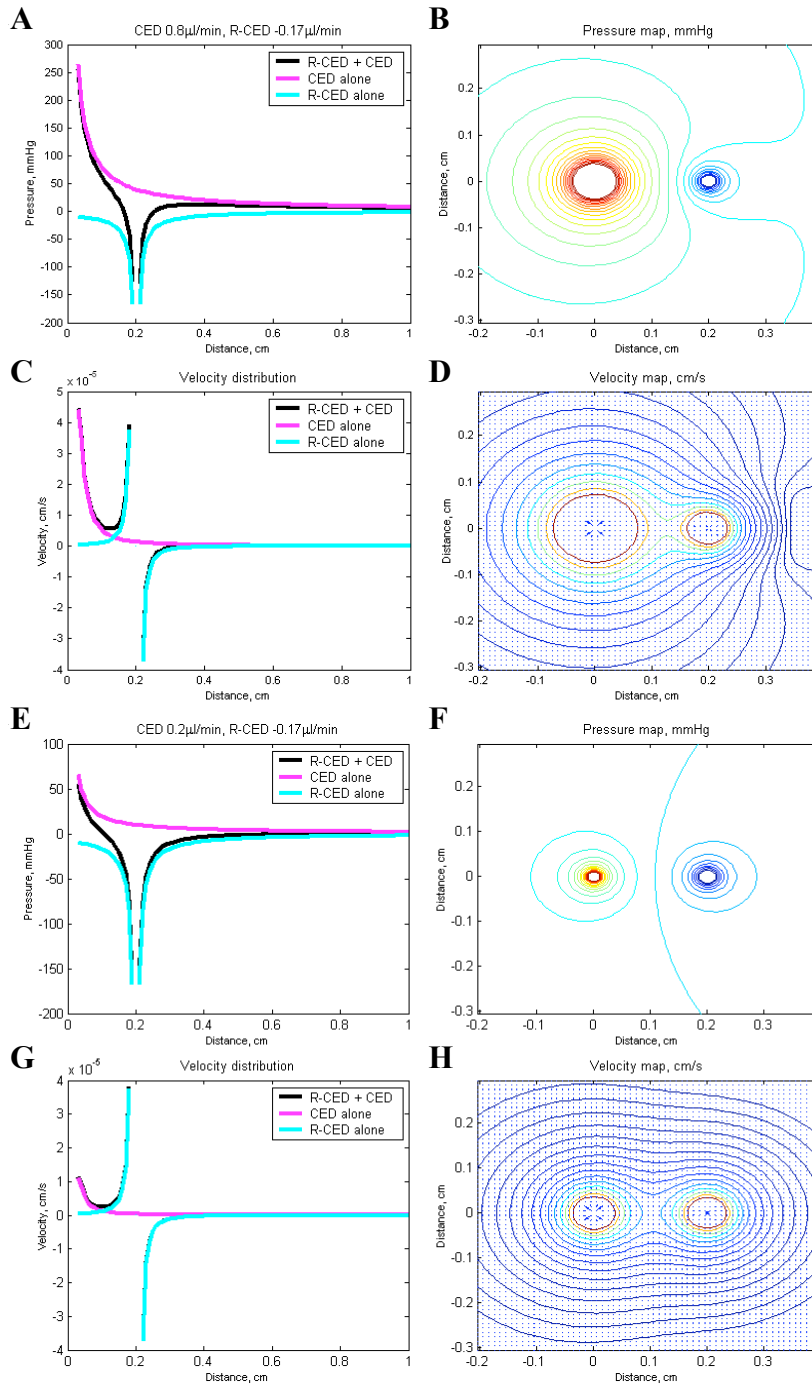 A
CED 0.8µl/min, R-CED -0.17µl/min
300
250
200
150
100
50
0
-50
-100
-150
-200
Pressure, mmHg
R-CED + CED
CED alone
R-CED alone
0 0.2 0.4 0.6 0.8 1
Distance, cm
B
Pressure map, mmHg
0.2
0.1
0
-0.1
-0.2
-0.3
Distance, cm
-0.2 -0.1 0 0.1 0.2 0.3
Distance, cm
C
x 10⁻⁵
Velocity distribution
5
4
3
2
1
0
-1
-2
-3
-4
Velocity, cm/s
R-CED + CED
CED alone
R-CED alone
0 0.2 0.4 0.6 0.8 1
Distance, cm
D
Velocity map, cm/s
0.2
0.1
0
-0.1
-0.2
-0.3
Distance, cm
-0.2 -0.1 0 0.1 0.2 0.3
Distance, cm
E
CED 0.2µl/min, R-CED -0.17µl/min
100
50
0
-50
-100
-150
-200
Pressure, mmHg
R-CED + CED
CED alone
R-CED alone
0 0.2 0.4 0.6 0.8 1
Distance, cm
F
Pressure map, mmHg
0.2
0.1
0
-0.1
-0.2
-0.3
Distance, cm
-0.2 -0.1 0 0.1 0.2 0.3
Distance, cm
G
x 10⁻⁵
Velocity distribution
4
3
2
1
0
-1
-2
-3
-4
Velocity, cm/s
R-CED + CED
CED alone
R-CED alone
0 0.2 0.4 0.6 0.8 1
Distance, cm
H
Velocity map, cm/s
0.2
0.1
0
-0.1
-0.2
-0.3
Distance, cm
-0.2 -0.1 0 0.1 0.2 0.3
Distance, cm